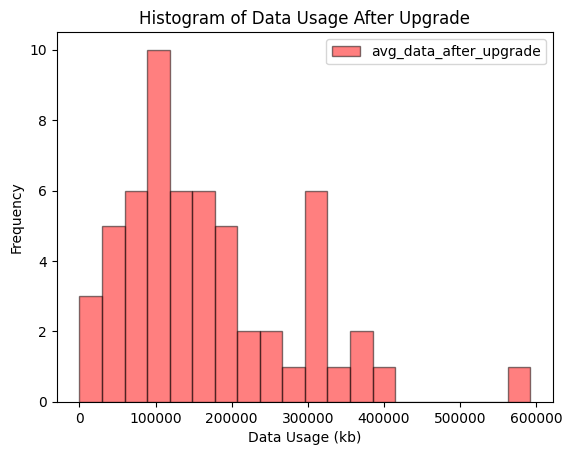 Histogram of Data Usage After Upgrade
avg_data_after_upgrade
Frequency
10
8
6
4
2
0
0 100000 200000 300000 400000 500000 600000
Data Usage (kb)